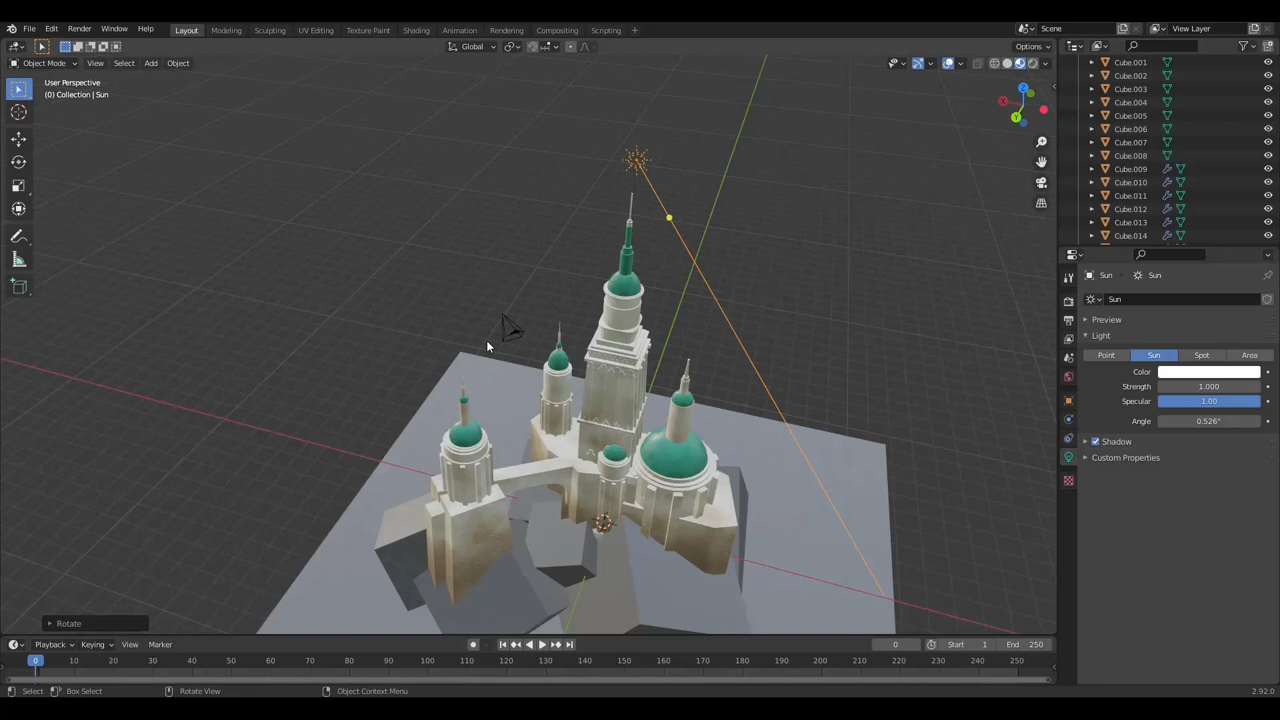 File Edit Render Window Help Layout Modeling Sculpting UV Editing Texture Paint Shading Animation Rendering Compositing Scripting Scene View Layer
Global Options
Object Mode View Select Add Object
User Perspective
(0) Collection | Sun
X
Y
Z
Cube.001
Cube.002
Cube.003
Cube.004
Cube.005
Cube.006
Cube.007
Cube.008
Cube.009
Cube.010
Cube.011
Cube.012
Cube.013
Cube.014
Sun Sun
Sun
Preview
Light
Point Sun Spot Area
Color
Strength 1.000
Specular 1.00
Angle 0.526°
Shadow
Custom Properties
Rotate
Playback Keying View Marker 0 Start 1 End 250
0 10 20 30 40 50 60 70 80 90 100 110 120 130 140 150 160 170 180 190 200 210 220 230 240 250
Select Box Select Rotate View Object Context Menu 2.92.0